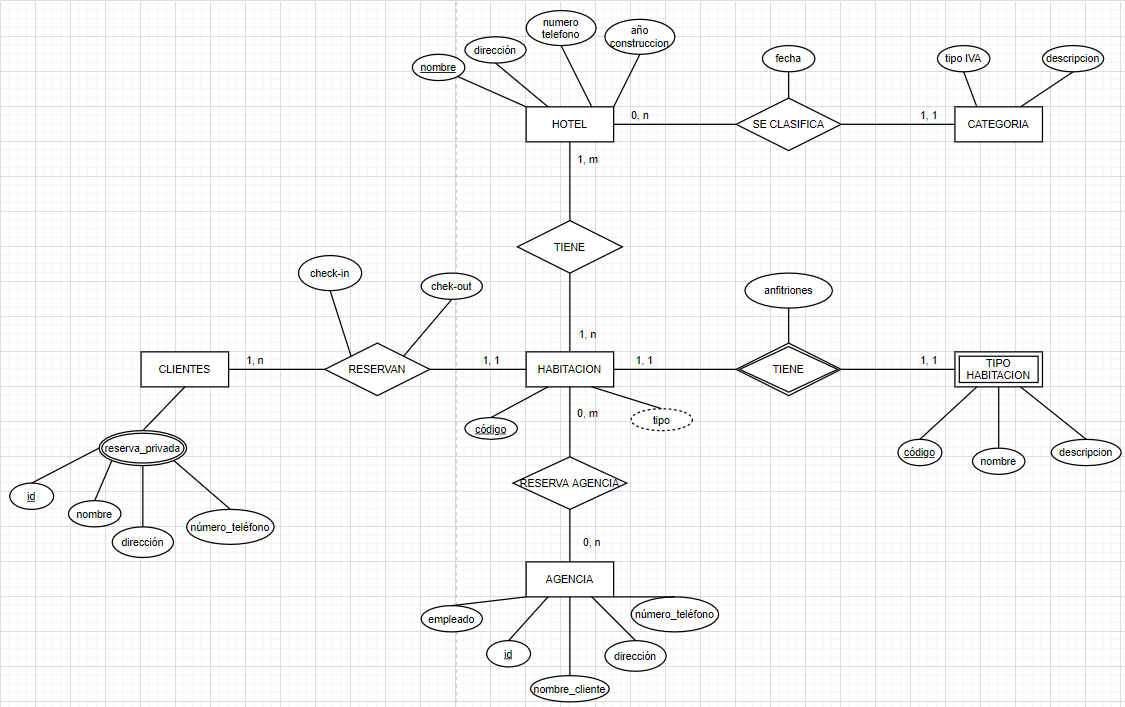 numero
telefono
año
construccion
dirección
nombre
fecha
tipo IVA
descripcion
HOTEL
0, n
SE CLASIFICA
1, 1
CATEGORIA
1, m
TIENE
check-in
chek-out
anfitriones
1, n
1, n
1, 1
1, 1
1, 1
CLIENTES
RESERVAN
HABITACION
TIENE
TIPO
HABITACION
0, m
tipo
código
reserva_privada
código
nombre
descripcion
RESERVA AGENCIA
id
nombre
dirección
número_teléfono
0, n
AGENCIA
empleado
número_teléfono
id
dirección
nombre_cliente